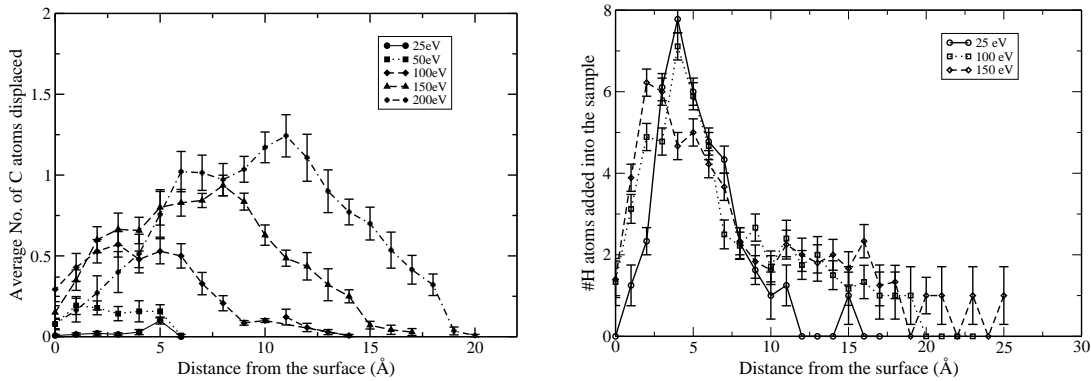 2
1.5
1
0.5
0
0 5 10 15 20
Average No. of C atoms displaced
Distance from the surface (Å)
25eV
50eV
100eV
150eV
200eV
8
6
4
2
0
0 5 10 15 20 25 30
#H atoms added into the sample
Distance from the surface (Å)
25 eV
100 eV
150 eV